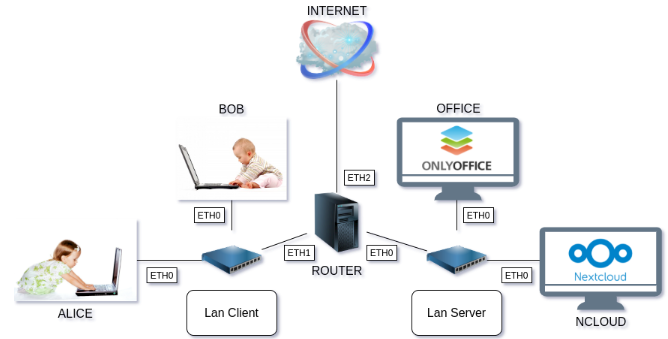 INTERNET
BOB
OFFICE
ONLYOFFICE
ETH2
ETH0
ETH0
ETH1
ETH0
ETH0
ETH0
Nextcloud
ROUTER
ALICE
Lan Client
Lan Server
NCLOUD